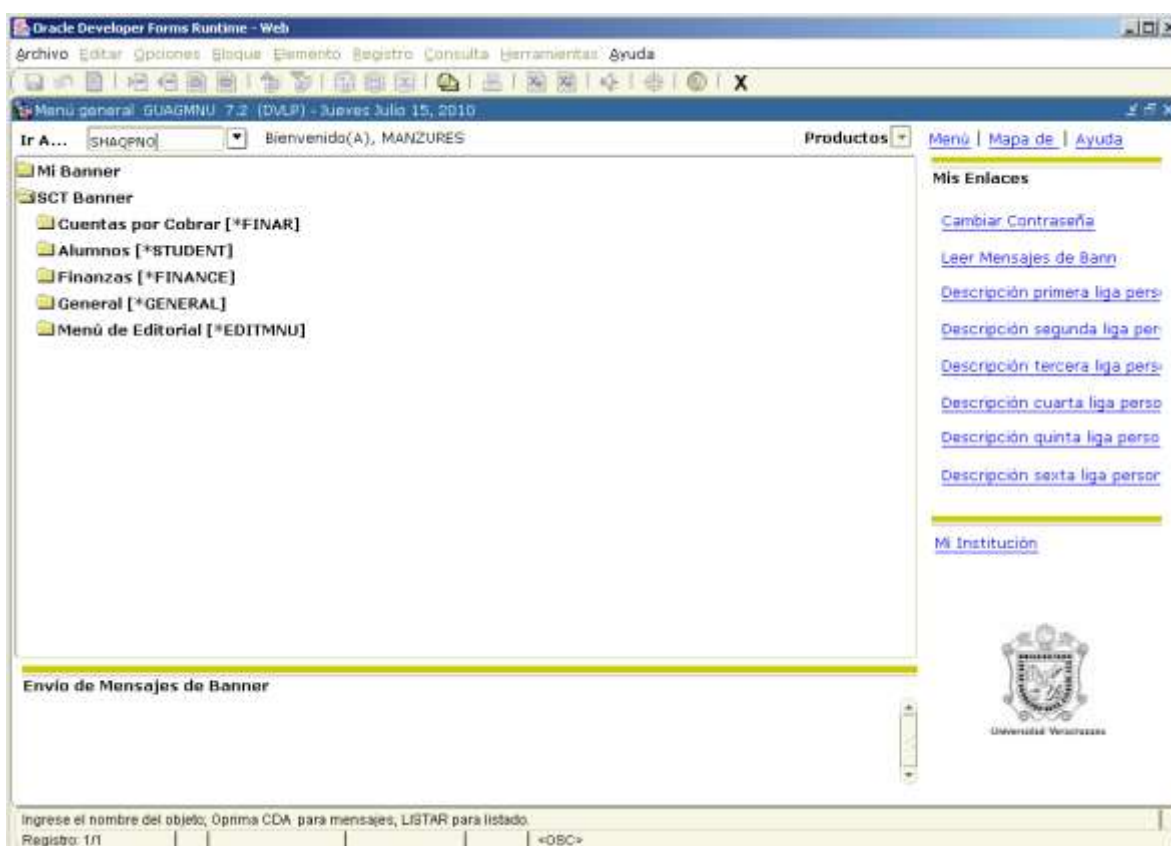 Oracle Developer Forms Runtime - Web
Archivo Editar Opciones Bloque Elemento Registro Consulta Herramientas Ayuda
Menú general GUAGMNU 7.2 (DVLP) - Jueves Julio 15, 2010
Ir A... SHAQPNO Bienvenido(A), MANZURES Productos Menú | Mapa de | Ayuda
Mi Banner
SCT Banner
Cuentas por Cobrar [*FINAR]
Alumnos [*STUDENT]
Finanzas [*FINANCE]
General [*GENERAL]
Menú de Editorial [*EDITMNU]
Mis Enlaces
Cambiar Contraseña
Leer Mensajes de Bann
Descripción primera liga pers
Descripción segunda liga per
Descripción tercera liga pers
Descripción cuarta liga perso
Descripción quinta liga perso
Descripción sexta liga person
Mi Institución
Universidad Veracruzana
Envío de Mensajes de Banner
Ingrese el nombre del objeto; Oprima CDA para mensajes, LISTAR para listado.
Registro: 1/1 <OSC>